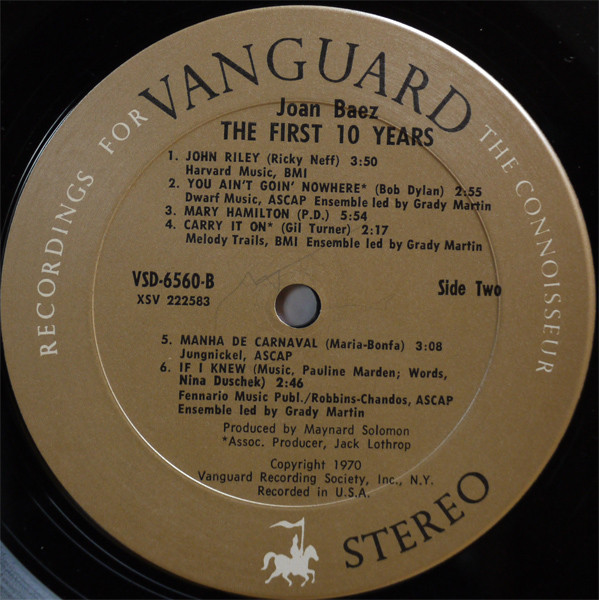 RECORDINGS FOR VANGUARD THE CONNOISSEUR
Joan Baez
THE FIRST 10 YEARS
1. JOHN RILEY (Ricky Neff) 3:50
Harvard Music, BMI
2. YOU AIN'T GOIN' NOWHERE* (Bob Dylan) 2:55
Dwarf Music, ASCAP Ensemble led by Grady Martin
3. MARY HAMILTON (P.D.) 5:54
4. CARRY IT ON* (Gil Turner) 2:17
Melody Trails, BMI Ensemble led by Grady Martin
VSD-6560-B
XSV 222583
Side Two
5. MANHA DE CARNAVAL (Maria-Bonfa) 3:08
Jungnickel, ASCAP
6. IF I KNEW (Music, Pauline Marden; Words,
Nina Duschek) 2:46
Fennario Music Publ./Robbins-Chandos, ASCAP
Ensemble led by Grady Martin
Produced by Maynard Solomon
*Assoc. Producer, Jack Lothrop
Copyright 1970
Vanguard Recording Society, Inc., N.Y.
Recorded in U.S.A.
STEREO